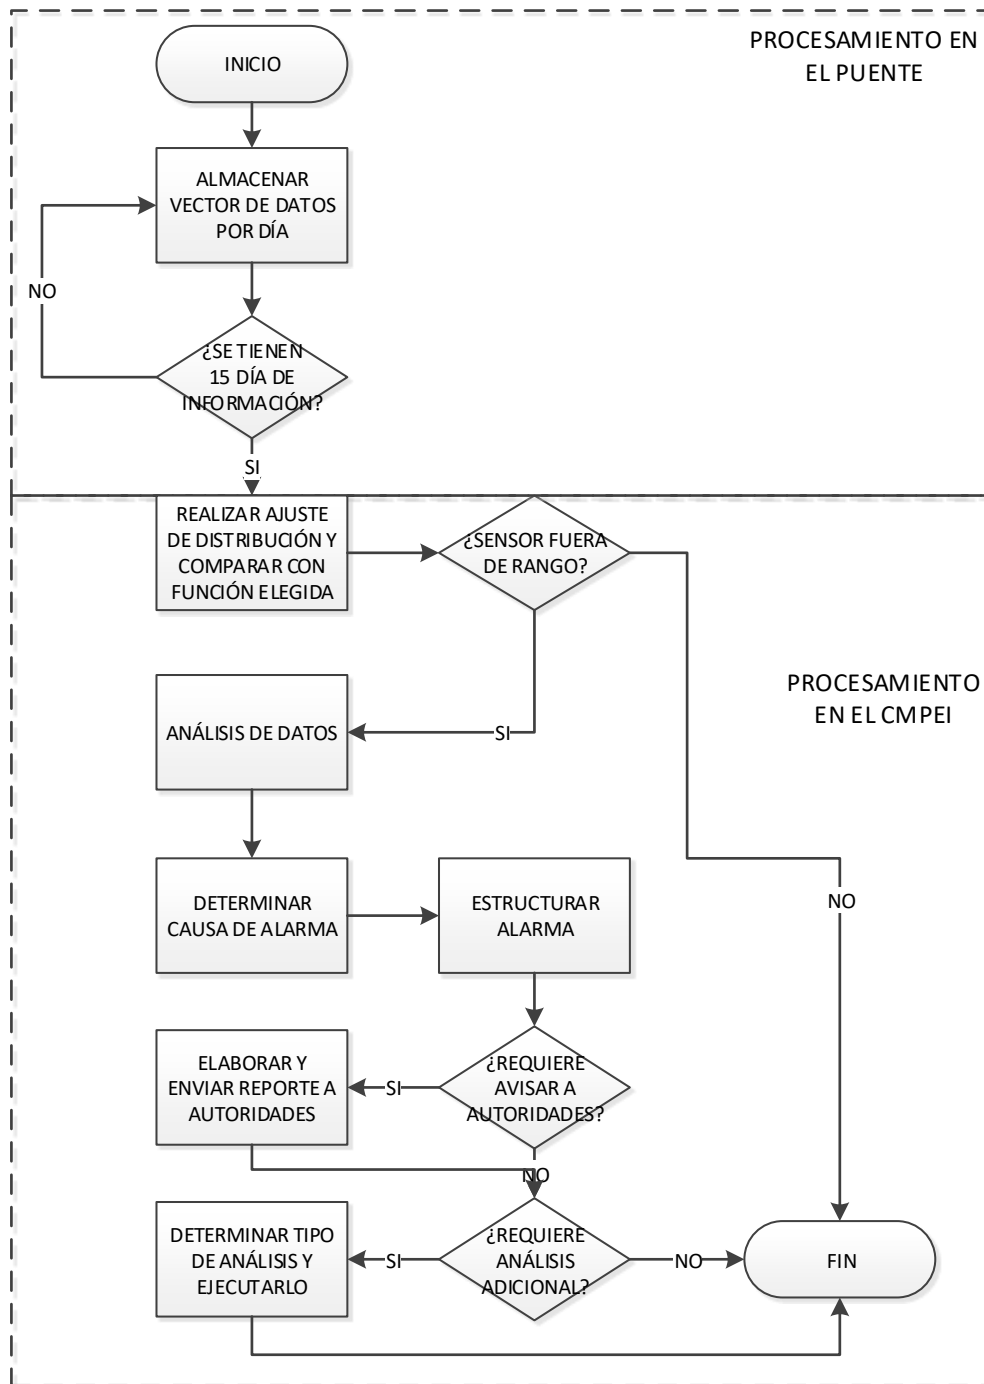 PROCESAMIENTO EN
EL PUENTE
INICIO
ALMACENAR
VECTOR DE DATOS
POR DÍA
NO
¿SE TIENEN
15 DÍA DE
INFORMACIÓN?
SI
REALIZAR AJUSTE
DE DISTRIBUCIÓN Y
COMPARAR CON
FUNCIÓN ELEGIDA
¿SENSOR FUERA
DE RANGO?
PROCESAMIENTO
EN EL CMPEI
ANÁLISIS DE DATOS
SI
DETERMINAR
CAUSA DE ALARMA
ESTRUCTURAR
ALARMA
NO
ELABORAR Y
ENVIAR REPORTE A
AUTORIDADES
SI
¿REQUIERE
AVISAR A
AUTORIDADES?
NO
DETERMINAR TIPO
DE ANÁLISIS Y
EJECUTARLO
SI
¿REQUIERE
ANÁLISIS
ADICIONAL?
NO
FIN